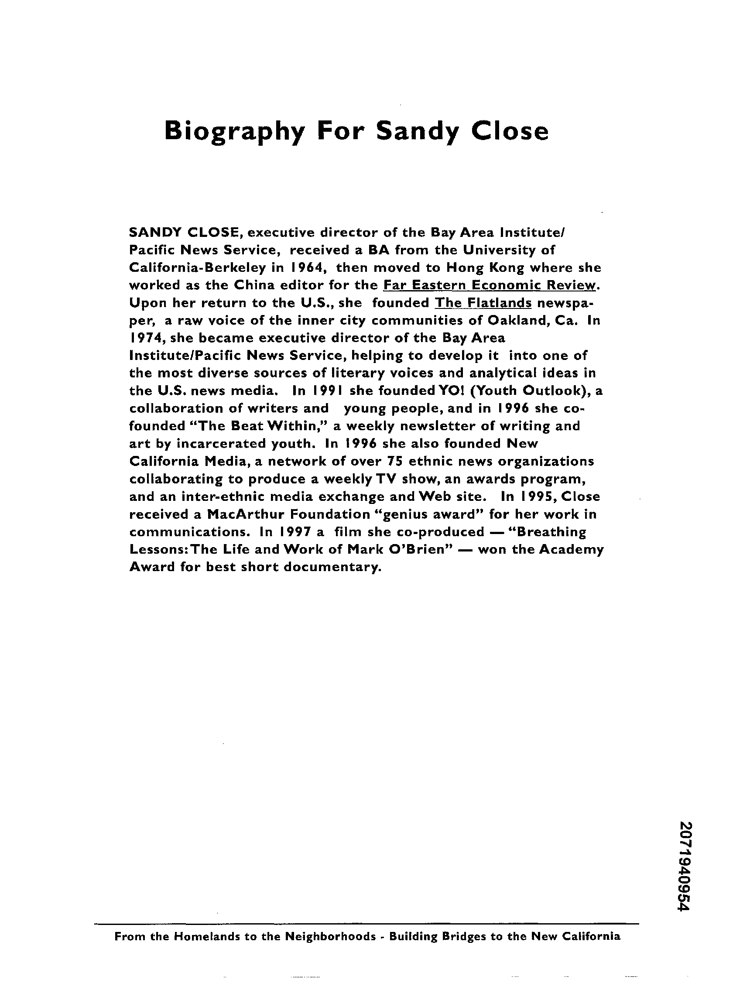 Biography For Sandy Close
SANDY CLOSE, executive director of the Bay Area Institute/
Pacific News Service, received a BA from the University of
California-Berkeley in 1964, then moved to Hong Kong where she
worked as the China editor for the Far Eastern Economic Review.
Upon her return to the U.S., she founded The Flatlands newspa-
per, a raw voice of the inner city communities of Oakland, Ca. In
1974, she became executive director of the Bay Area
Institute/Pacific News Service, helping to develop it into one of
the most diverse sources of literary voices and analytical ideas in
the U.S. news media. In 1991 she founded YO! (Youth Outlook), a
collaboration of writers and young people, and in 1996 she co-
founded “The Beat Within,” a weekly newsletter of writing and
art by incarcerated youth. In 1996 she also founded New
California Media, a network of over 75 ethnic news organizations
collaborating to produce a weekly TV show, an awards program,
and an inter-ethnic media exchange and Web site. In 1995, Close
received a MacArthur Foundation “genius award” for her work in
communications. In 1997 a film she co-produced — “Breathing
Lessons: The Life and Work of Mark O’Brien” — won the Academy
Award for best short documentary.
2071940954
From the Homelands to the Neighborhoods - Building Bridges to the New California